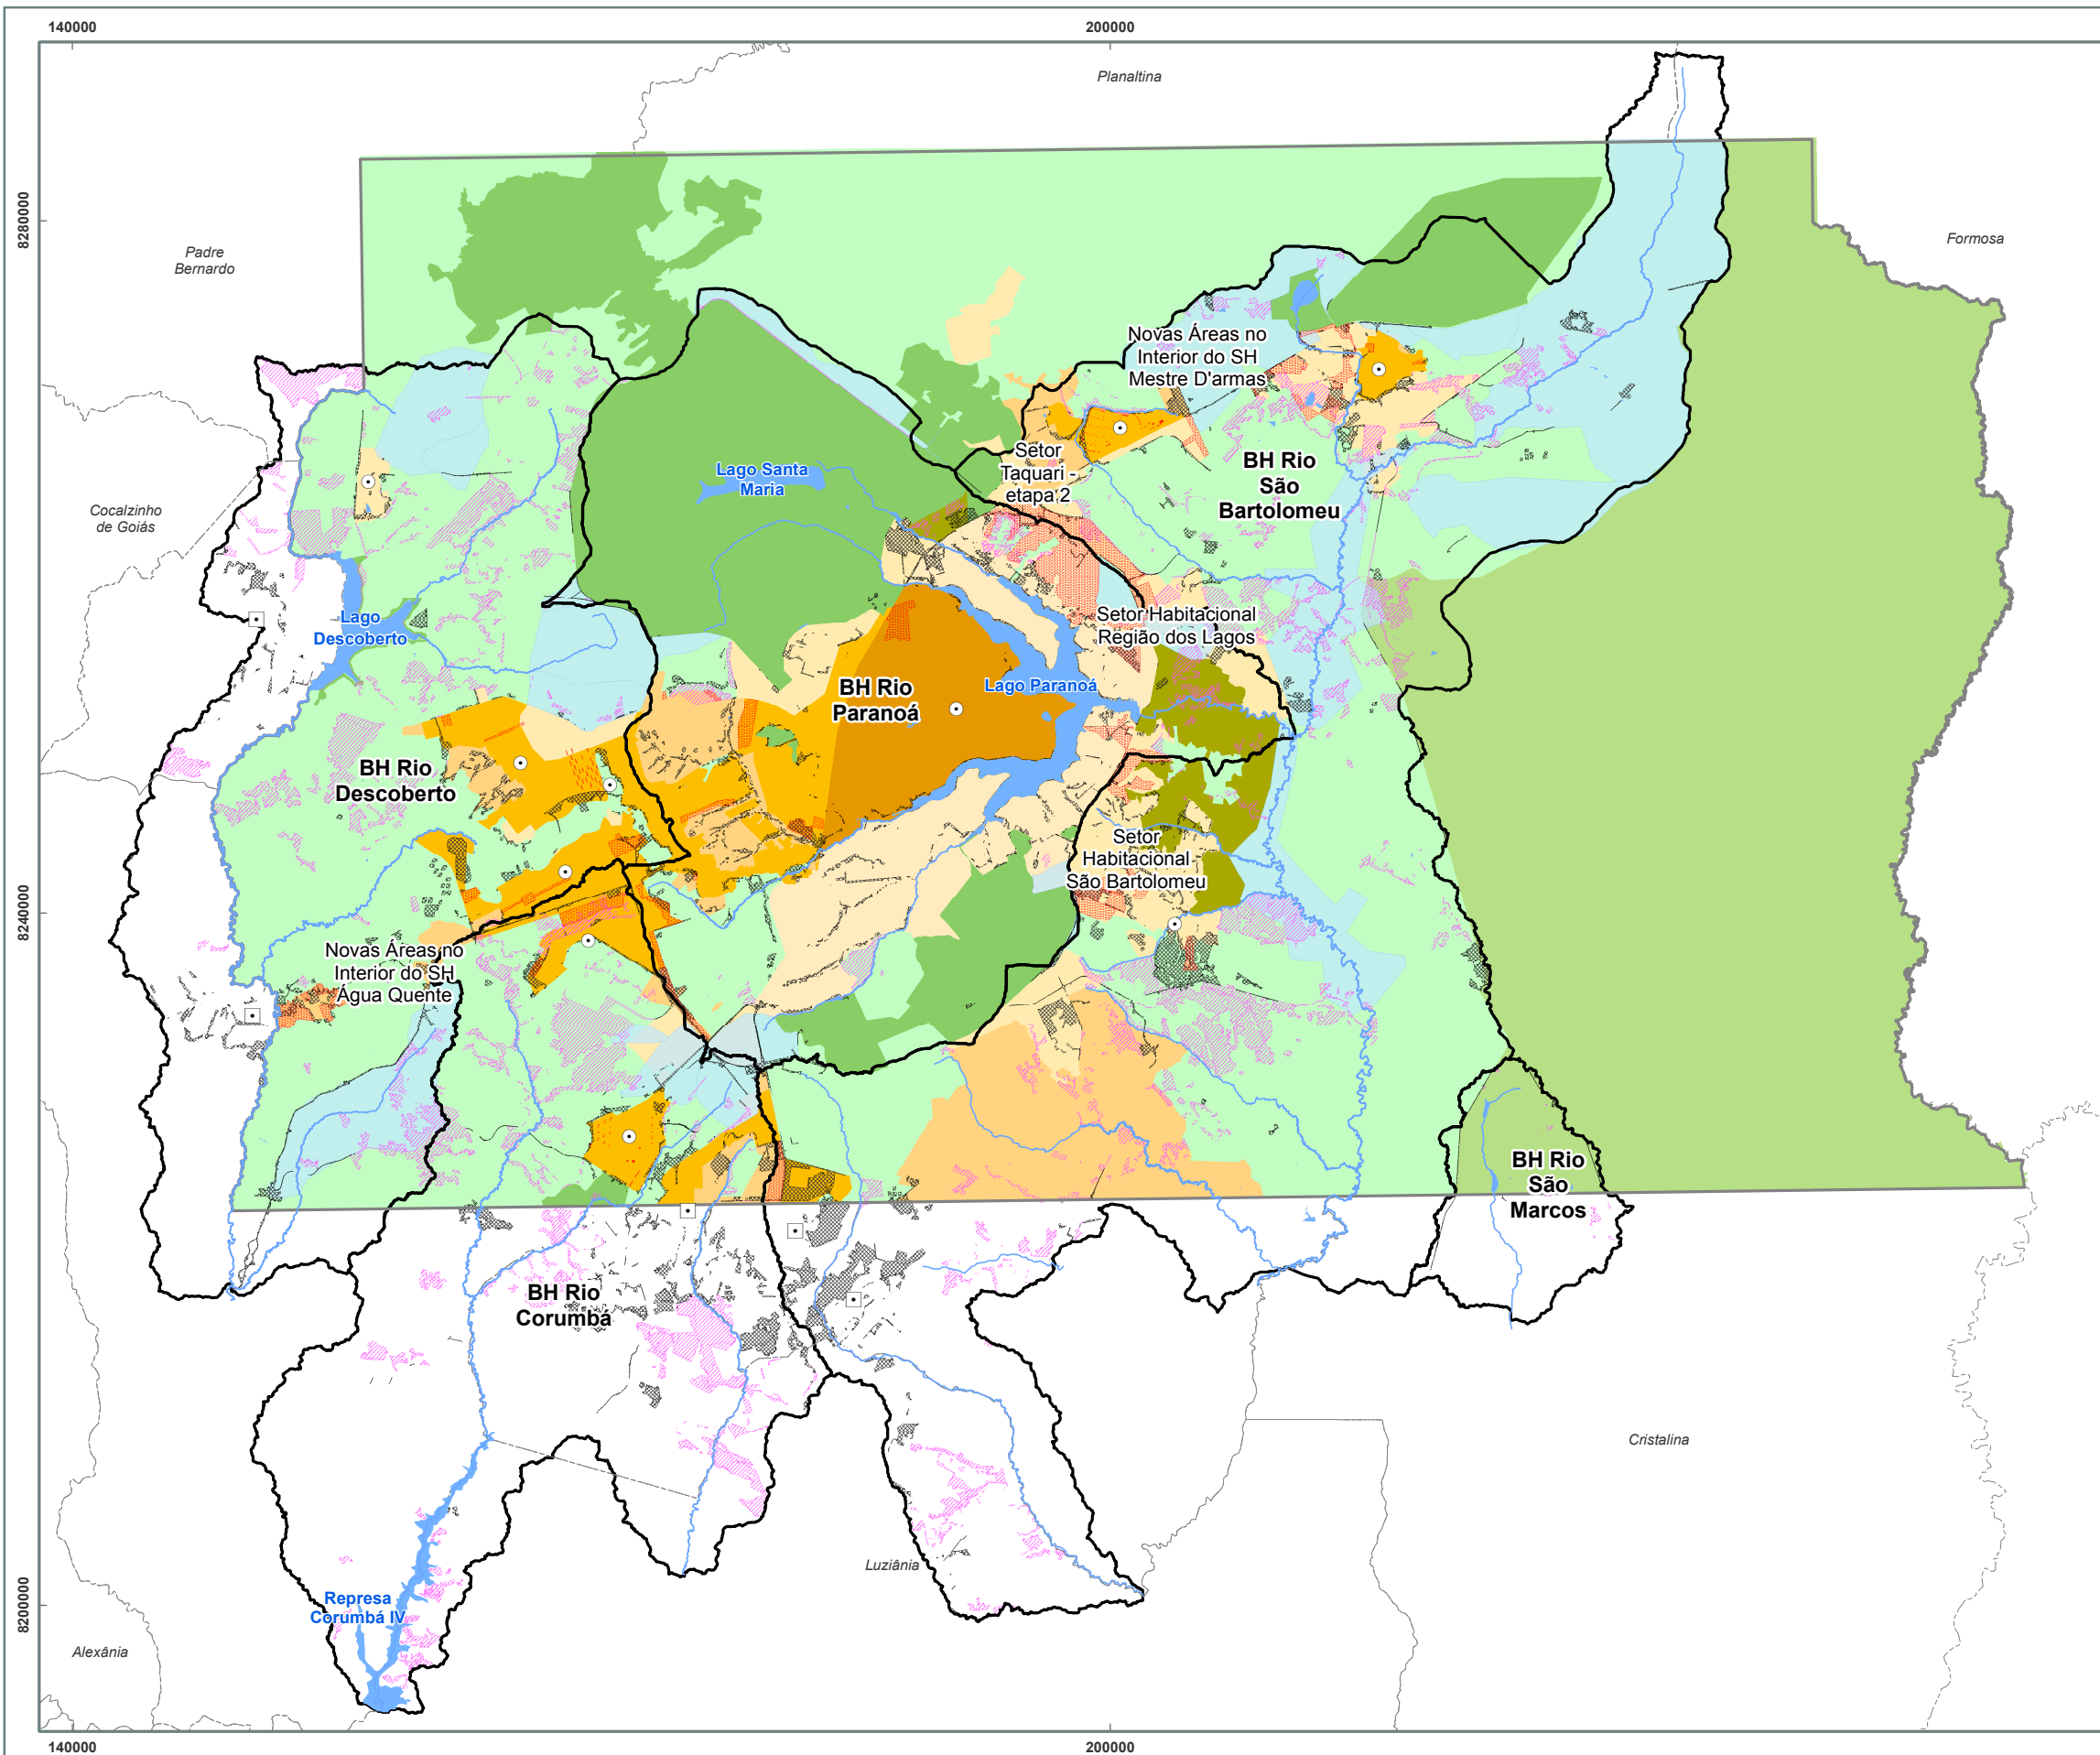 140000
200000
Planaltina
8280000
Padre
Bernardo
Formosa
Novas Áreas no
Interior do SH
Mestre D'armas
Setor
Taquari -
etapa 2
BH Rio
São
Bartolomeu
Lago Santa
Maria
Cocalzinho
de Goiás
Lago
Descoberto
Setor Habitacional
Região dos Lagos
Lago Paranoá
BH Rio
Paranoá
BH Rio
Descoberto
Setor
Habitacional
São Bartolomeu
8240000
Novas Áreas no
Interior do SH
Água Quente
BH Rio
São
Marcos
BH Rio
Corumbá
Cristalina
Luziânia
8200000
Represa
Corumbá IV
Alexânia
140000
200000